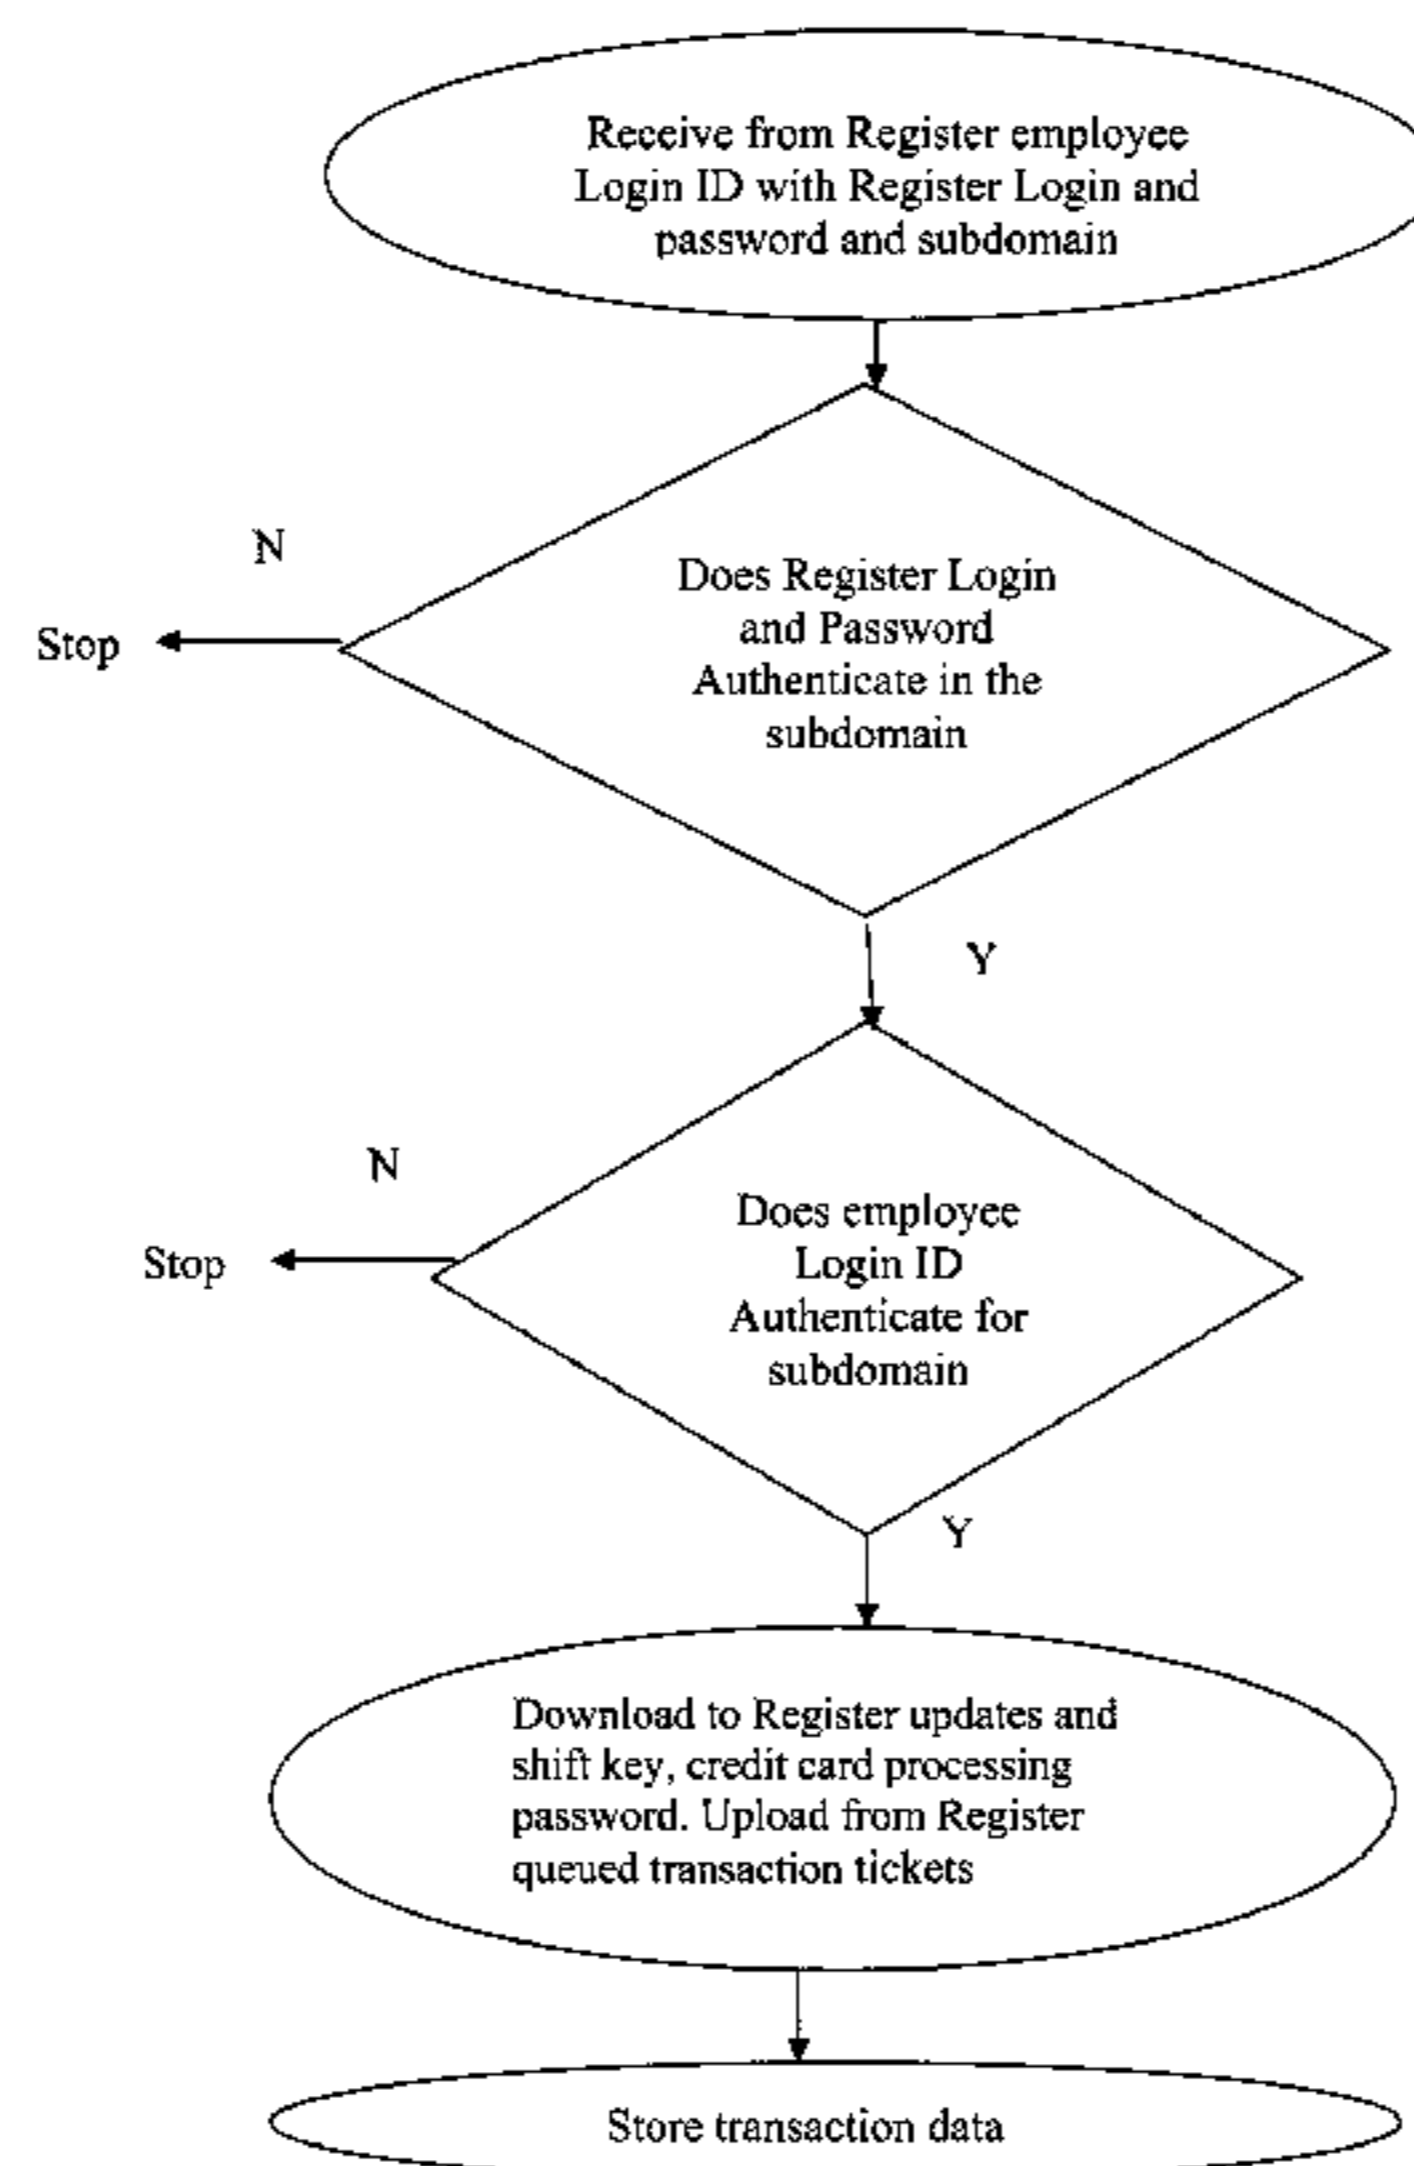 Receive from Register employee
Login ID with Register Login and
password and subdomain
N
Does Register Login
and Password
Authenticate in the
subdomain
Stop
Y
N
Does employee
Login ID
Authenticate for
subdomain
Stop
Y
Download to Register updates and
shift key, credit card processing
password. Upload from Register
queued transaction tickets
Store transaction data